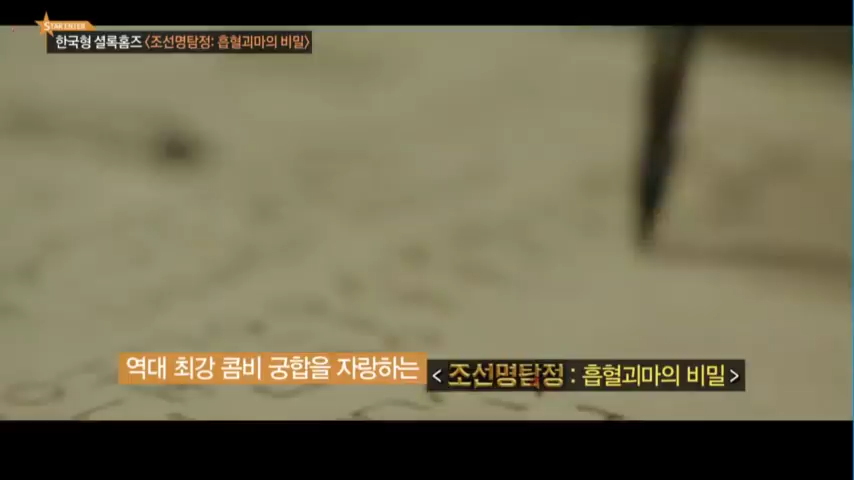 STAR ENTER
한국형 셜록홈즈 〈조선명탐정: 흡혈괴마의 비밀〉
역대 최강 콤비 궁합을 자랑하는 < 조선명탐정 : 흡혈괴마의 비밀 >